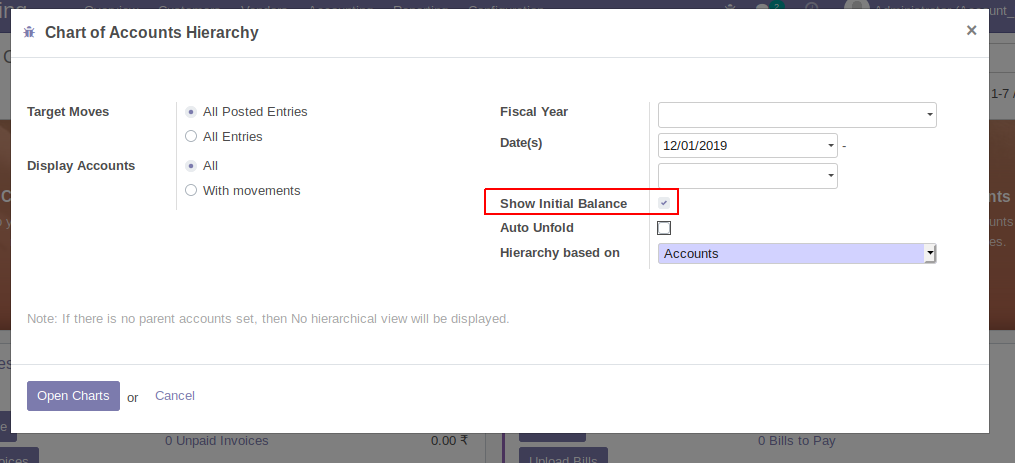 Chart of Accounts Hierarchy
×
Target Moves
All Posted Entries
All Entries
Display Accounts
All
With movements
Fiscal Year
Date(s)
12/01/2019
-
Show Initial Balance
Auto Unfold
Hierarchy based on
Accounts
Note: If there is no parent accounts set, then No hierarchical view will be displayed.
Open Charts
or
Cancel
0 Unpaid Invoices
0.00 ₹
0 Bills to Pay
Upload Bills